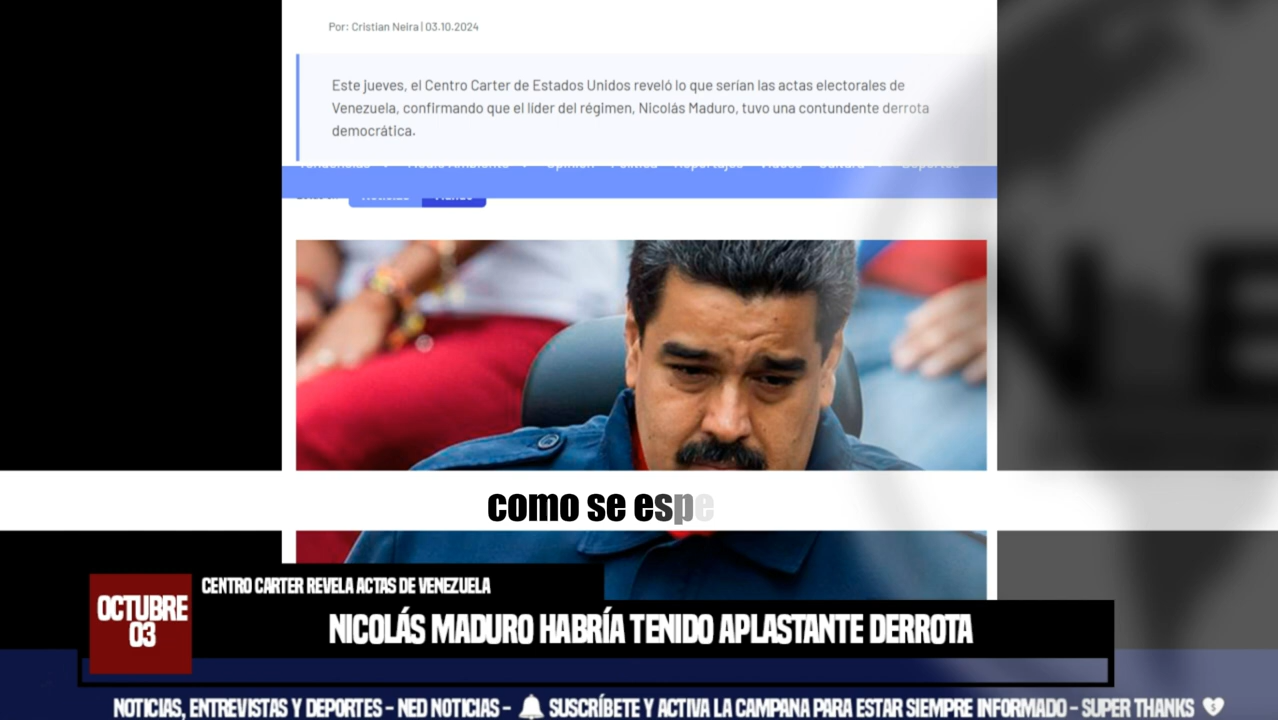 Por: Cristian Neira | 03.10.2024
Este jueves, el Centro Carter de Estados Unidos reveló lo que serían las actas electorales de
Venezuela, confirmando que el líder del régimen, Nicolás Maduro, tuvo una contundente derrota
democrática.
como se espe
CENTRO CARTER REVELA ACTAS DE VENEZUELA
OCTUBRE
03
NICOLÁS MADURO HABRÍA TENIDO APLASTANTE DERROTA
NOTICIAS, ENTREVISTAS Y DEPORTES - NED NOTICIAS - SUSCRÍBETE Y ACTIVA LA CAMPANA PARA ESTAR SIEMPRE INFORMADO - SUPER THANKS